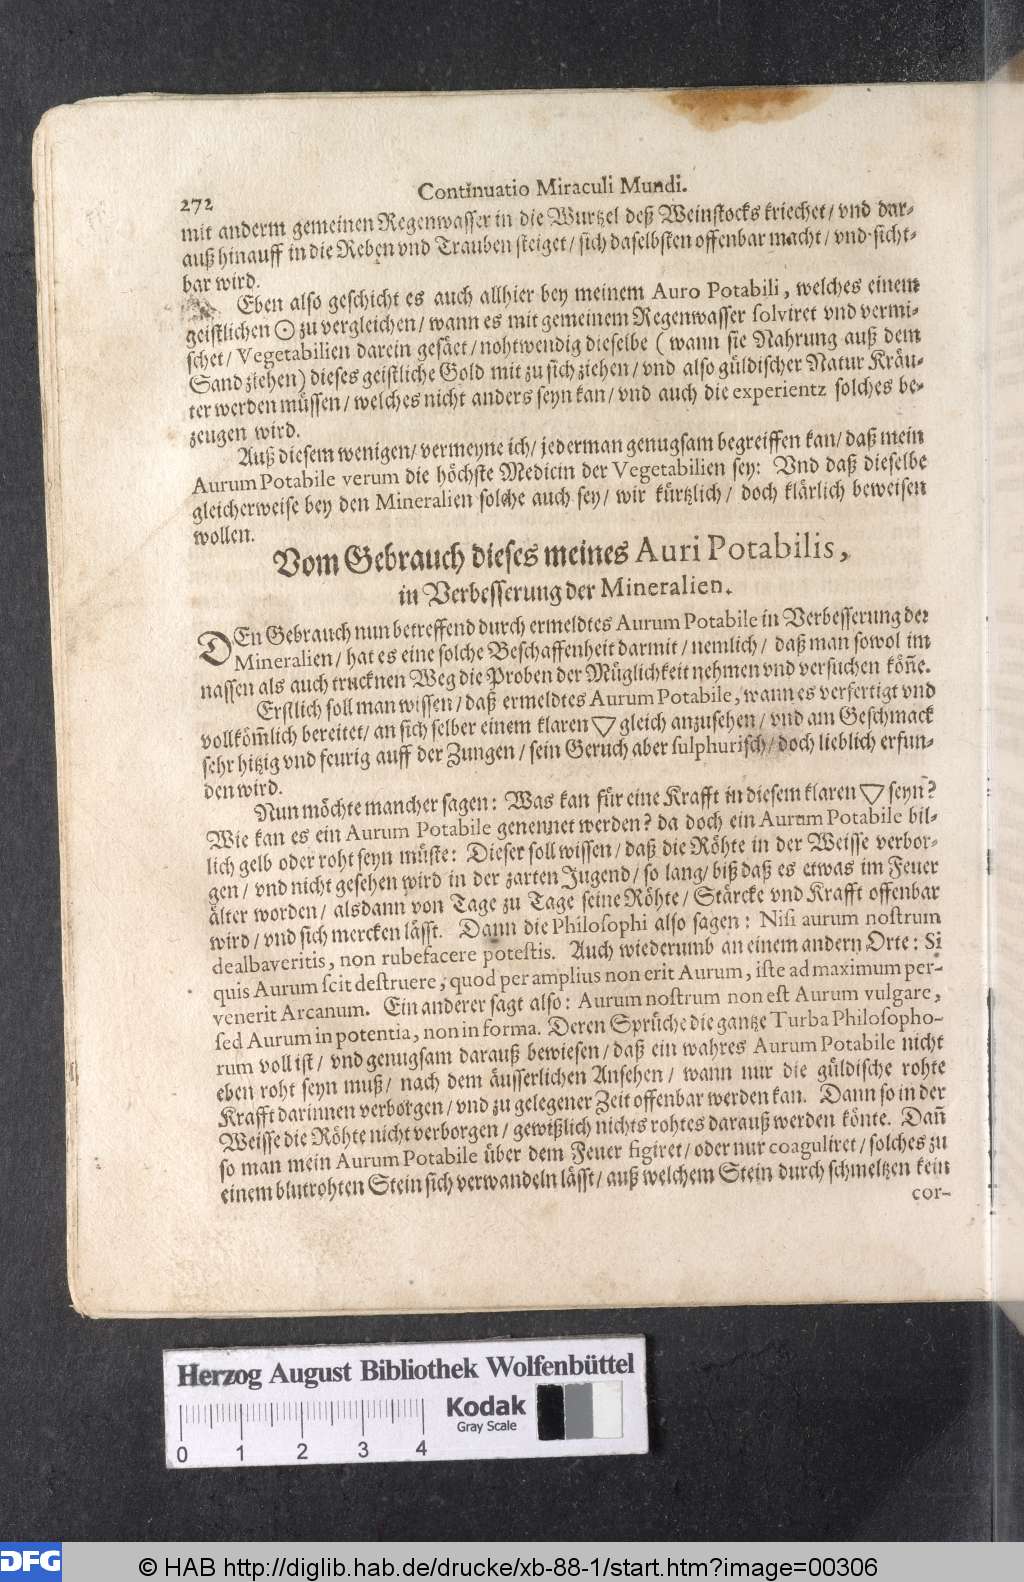 272
Continuatio Miraculi Mundi.
mit anderm gemeinen Regenwasser in die Wurtzel deß Weinstocks kriechet/ vnd dar-
auß hinauff in die Reben vnd Trauben steiget/ sich daselbsten offenbar macht/ vnd sicht-
bar wird.
Eben also geschicht es auch allhier bey meinem Auro Potabili, welches einem
geistlichen ☉ zu vergleichen/ wann es mit gemeinem Regenwasser solviret vnd vermi-
schet/ Vegetabilien darein gesäet/ nohtwendig dieselbe (wann sie Nahrung auß dem
Sand ziehen) dieses geistliche Gold mit zu sich ziehen/ vnd also güldischer Natur Kräu-
ter werden müssen/ welches nicht anders seyn kan/ vnd auch die experientz solches be-
zeugen wird.
Auß diesem wenigen/ vermeyne ich/ jederman genugsam begreiffen kan/ daß mein
Aurum Potabile verum die höchste Medicin der Vegetabilien sey: Vnd daß dieselbe
gleicherweise bey den Mineralien solche auch sey/ wir kürtzlich/ doch klärlich beweisen
wollen.
Vom Gebrauch dieses meines Auri Potabilis,
in Verbesserung der Mineralien.
DEn Gebrauch nun betreffend durch ermeldtes Aurum Potabile in Verbesserung der
Mineralien/ hat es eine solche Beschaffenheit darmit/ nemlich/ daß man sowol im
nassen als auch trucknen Weg die Proben der Müglichkeit nehmen vnd versuchen koñe.
Erstlich soll man wissen/ daß ermeldtes Aurum Potabile, wann es verfertigt vnd
vollköm̃lich bereitet/ an sich selber einem klaren ▽ gleich anzusehen/ vnd am Geschmack
sehr hitzig vnd feurig auff der Zungen/ sein Geruch aber sulphurisch/ doch lieblich erfun-
den wird.
Nun möchte mancher sagen: Was kan für eine Krafft in diesem klaren ▽ seyn?
Wie kan es ein Aurum Potabile genennet werden? da doch ein Aurum Potabile bil-
lich gelb oder roht seyn müste: Dieser soll wissen/ daß die Röhte in der Weisse verbor-
gen/ vnd nicht gesehen wird in der zarten Jugend/ so lang/ biß daß es etwas im Feuer
älter worden/ alsdann von Tage zu Tage seine Röhte/ Stärcke vnd Krafft offenbar
wird/ vnd sich mercken lässt. Dann die Philosophi also sagen: Nisi aurum nostrum
dealbaveritis, non rubefacere potestis. Auch wiederumb an einem andern Orte: Si
quis Aurum scit destruere, quod per amplius non erit Aurum, iste ad maximum per-
venerit Arcanum. Ein anderer sagt also: Aurum nostrum non est Aurum vulgare,
sed Aurum in potentia, non in forma. Deren Sprüche die gantze Turba Philosopho-
rum voll ist/ vnd genugsam darauß bewiesen/ daß ein wahres Aurum Potabile nicht
eben roht seyn muß/ nach dem äusserlichen Ansehen/ wann nur die güldische rohte
Krafft darinnen verborgen/ vnd zu gelegener Zeit offenbar werden kan. Dann so in der
Weisse die Röhte nicht verborgen/ gewißlich nichts rohtes darauß werden könte. Dañ
so man mein Aurum Potabile über dem Feuer figiret/ oder nur coaguliret/ solches zu
einem blutrohten Stein sich verwandeln lässt/ auß welchem Stein durch schmeltzen kein
cor-
Herzog August Bibliothek Wolfenbüttel
Kodak
Gray Scale
0 1 2 3 4
DFG
© HAB http://diglib.hab.de/drucke/xb-88-1/start.htm?image=00306